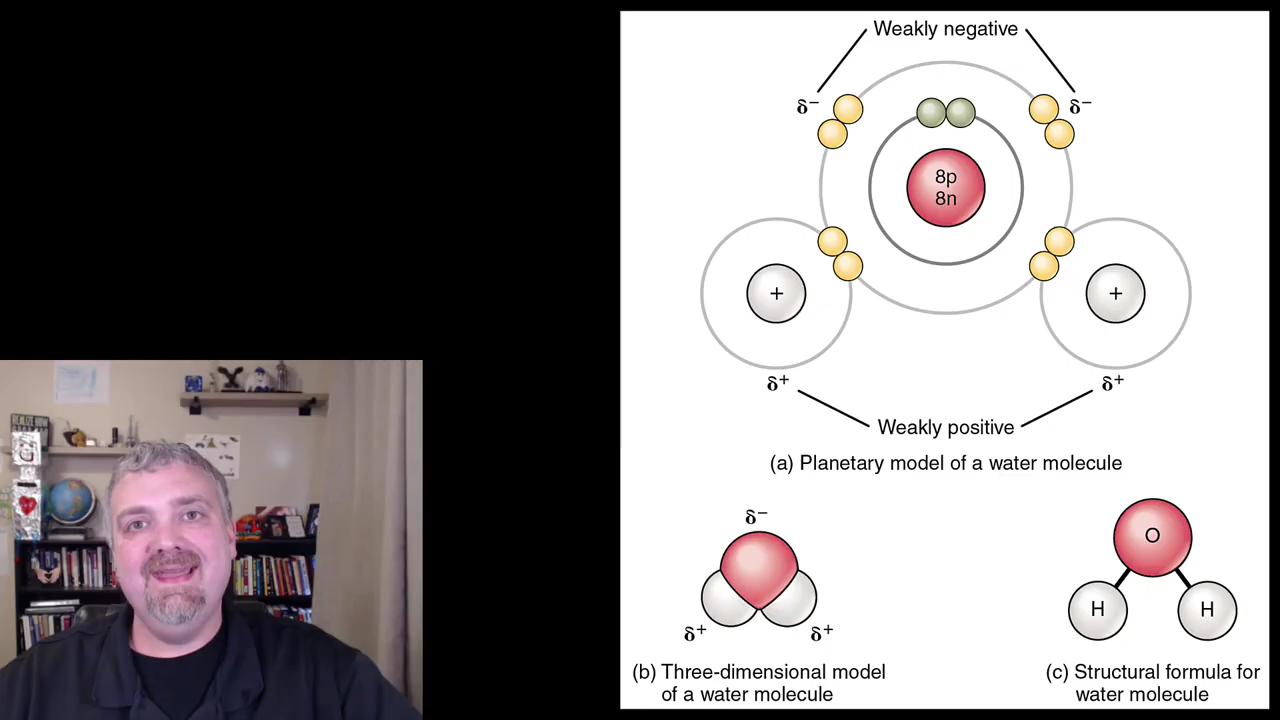 Weakly negative
δ⁻
δ⁻
8p
8n
+
+
δ⁺
δ⁺
Weakly positive
(a) Planetary model of a water molecule
δ⁻
δ⁺
δ⁺
(b) Three-dimensional model
of a water molecule
O
H
H
(c) Structural formula for
water molecule